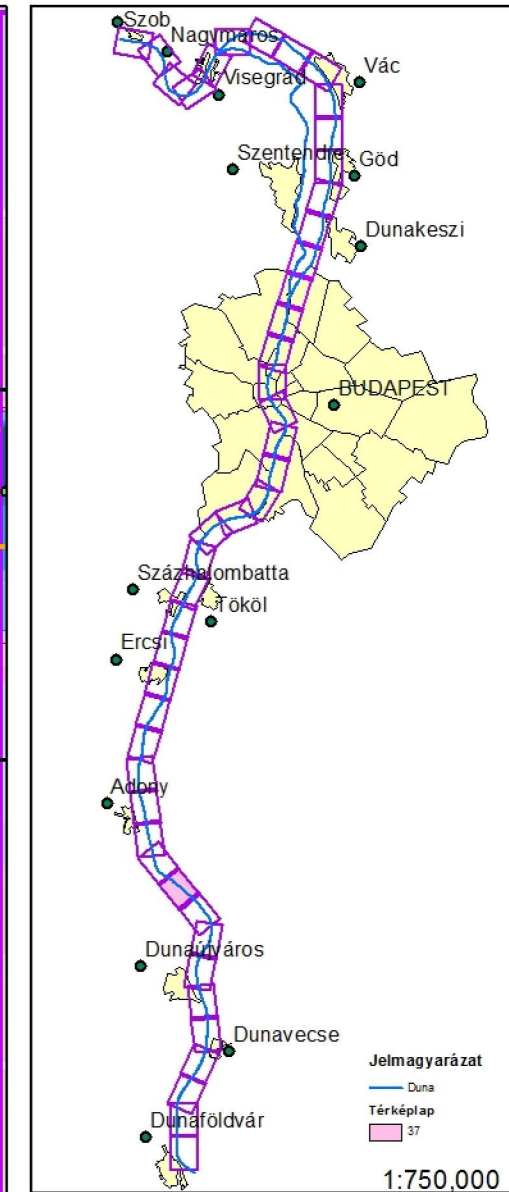 Szob
Nagymaros
Visegrád
Vác
Szentendre
Göd
Dunakeszi
BUDAPEST
Százhalombatta
Tököl
Ercsi
Adony
Dunaújváros
Dunavecse
Dunaföldvár
Jelmagyarázat
Duna
Térképlap
37
1:750,000